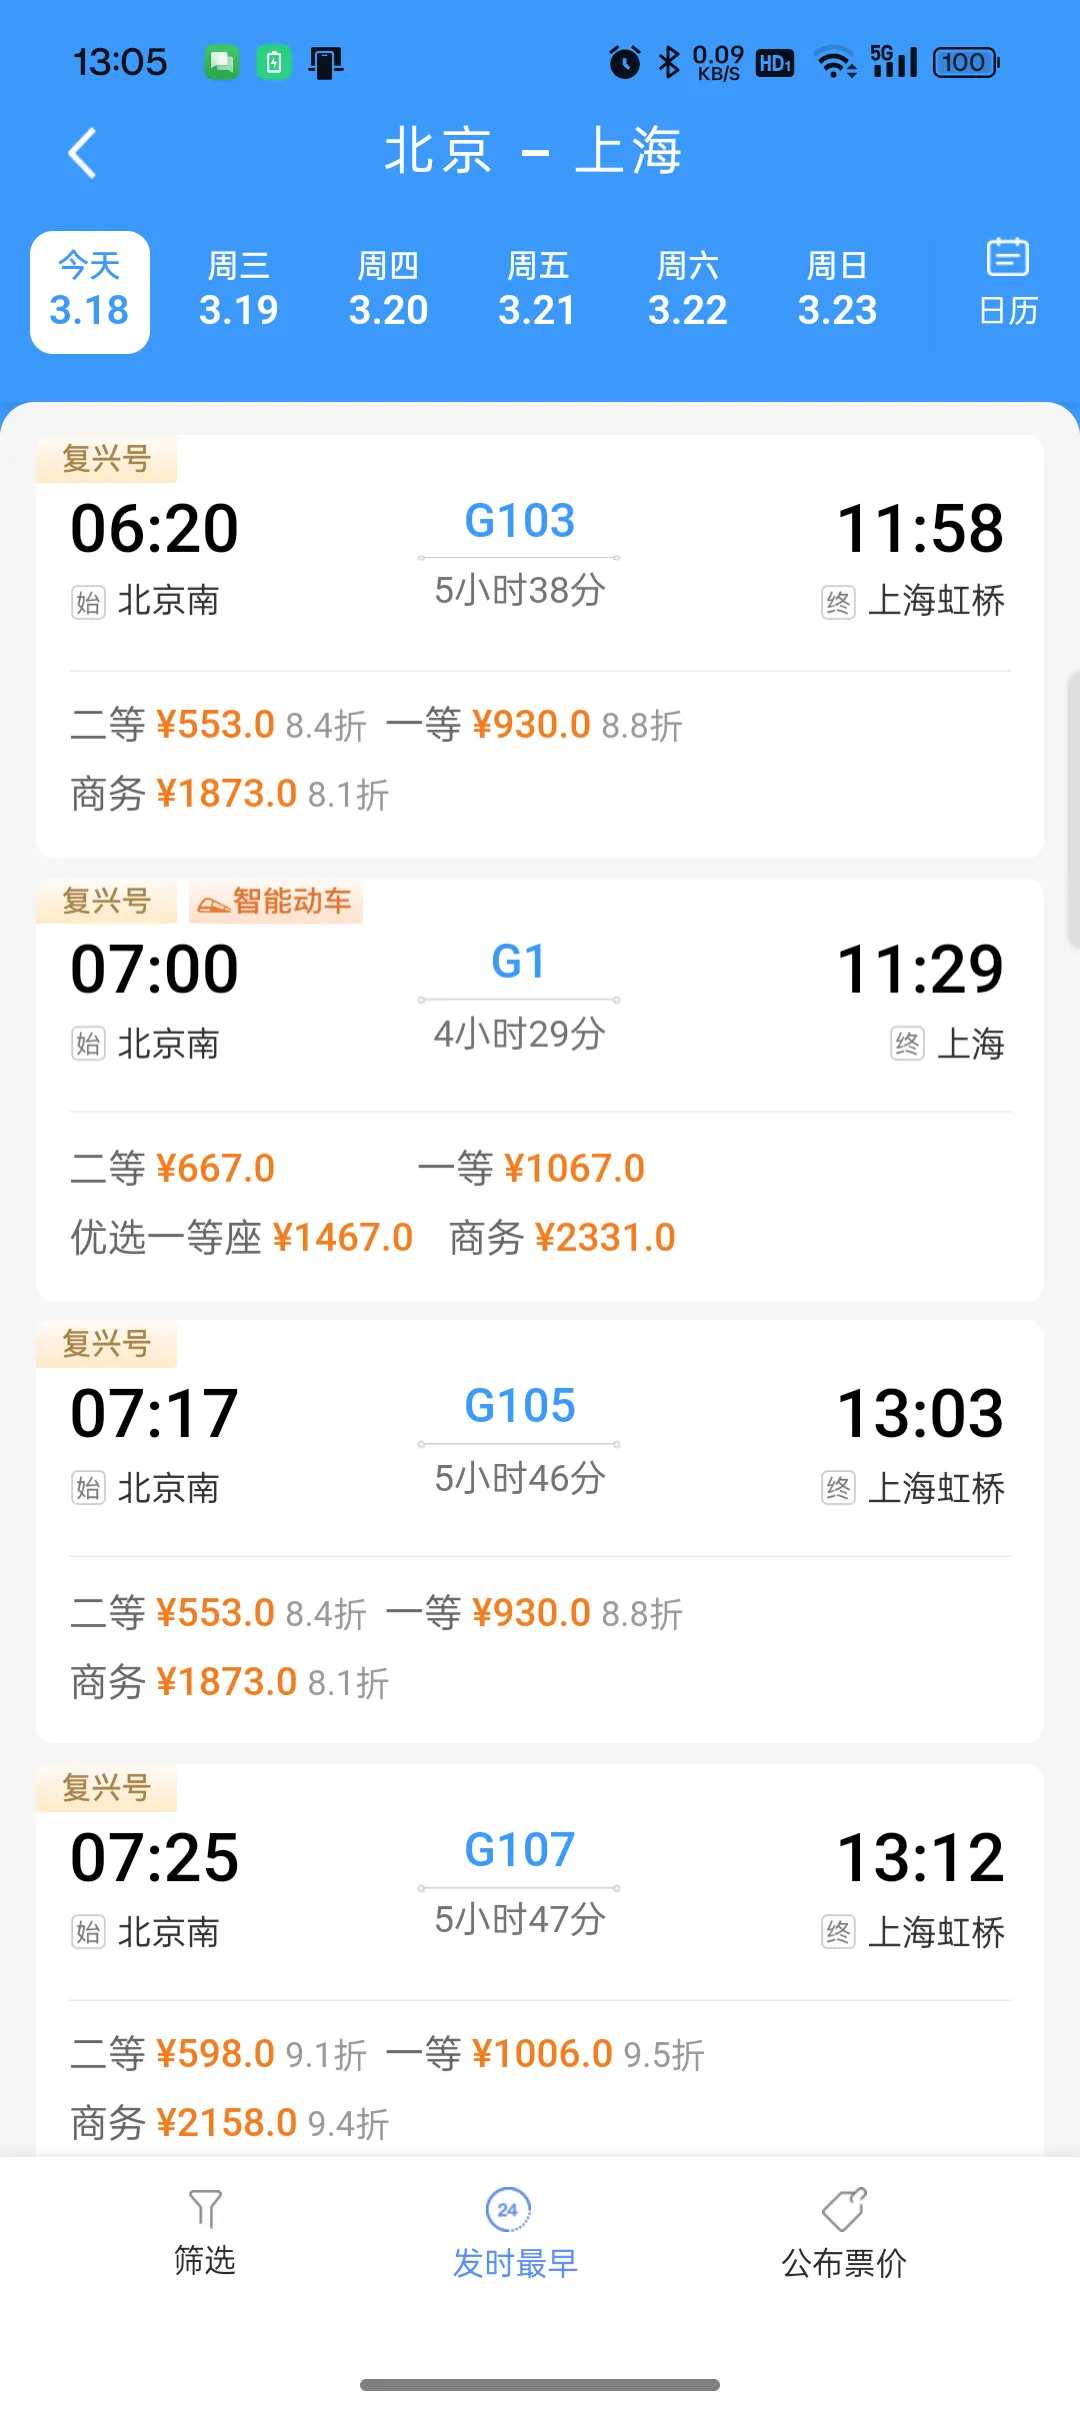 13:05 0.09 KB/S HD1 5G 100
北京 – 上海
今天 周三 周四 周五 周六 周日
3.18 3.19 3.20 3.21 3.22 3.23 日历
复兴号
06:20 G103 11:58
始 北京南 5小时38分 终 上海虹桥
二等 ¥553.0 8.4折 一等 ¥930.0 8.8折
商务 ¥1873.0 8.1折
复兴号 智能动车
07:00 G1 11:29
始 北京南 4小时29分 终 上海
二等 ¥667.0 一等 ¥1067.0
优选一等座 ¥1467.0 商务 ¥2331.0
复兴号
07:17 G105 13:03
始 北京南 5小时46分 终 上海虹桥
二等 ¥553.0 8.4折 一等 ¥930.0 8.8折
商务 ¥1873.0 8.1折
复兴号
07:25 G107 13:12
始 北京南 5小时47分 终 上海虹桥
二等 ¥598.0 9.1折 一等 ¥1006.0 9.5折
商务 ¥2158.0 9.4折
24
筛选 发时最早 公布票价